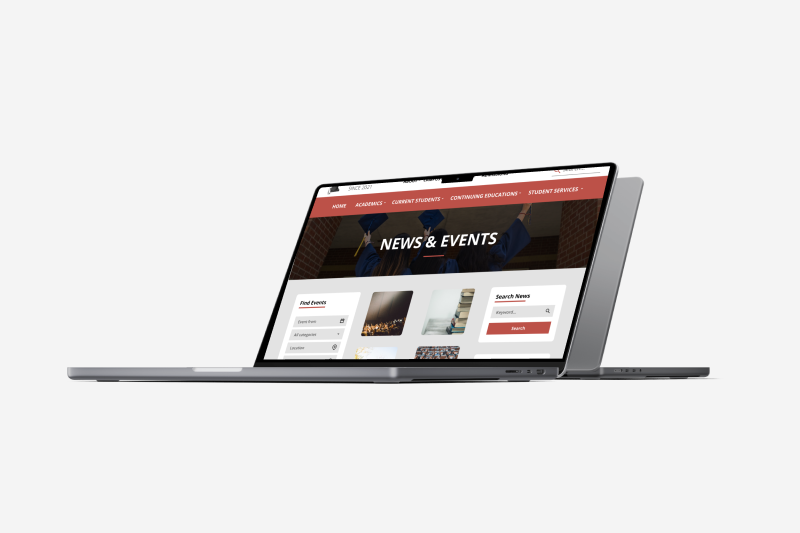 SINCE 2021
HOME ACADEMICS CURRENT STUDENTS CONTINUING EDUCATIONS STUDENT SERVICES
NEWS & EVENTS
Find Events
Event from
All categories
Location
Search News
Keyword...
Search